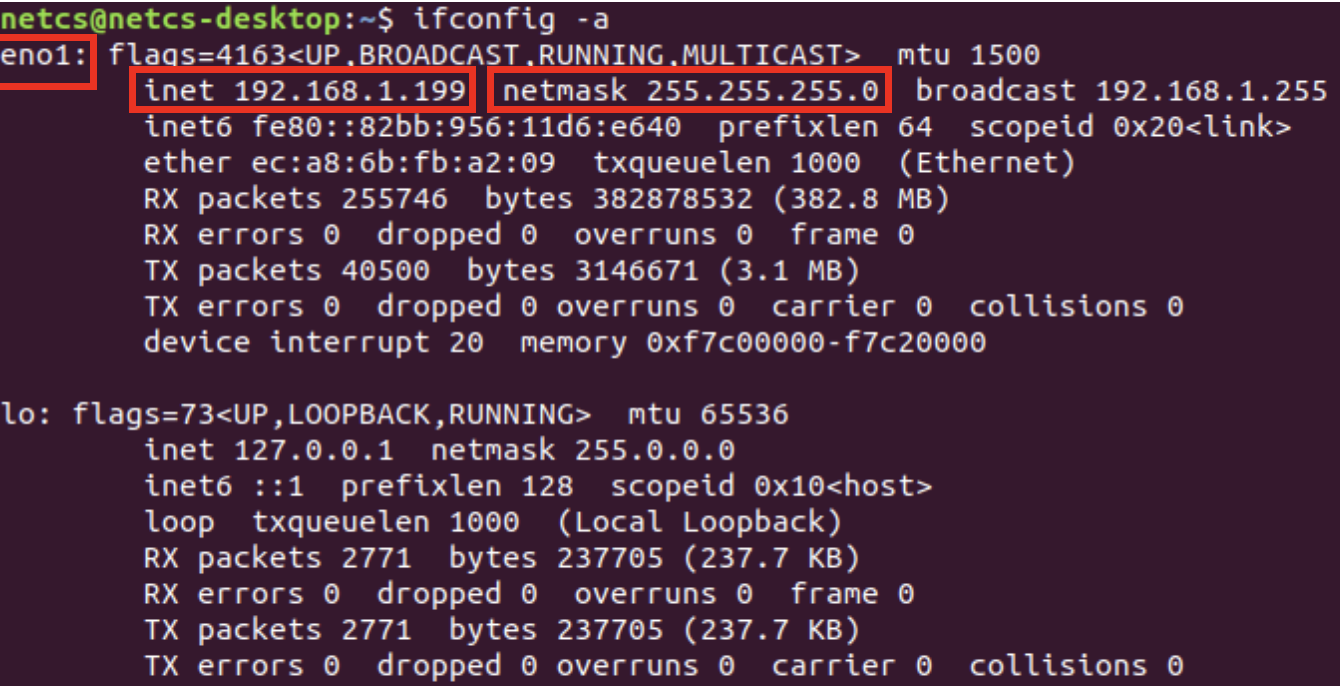 netcs@netcs-desktop:~$ ifconfig -a
eno1: flags=4163<UP,BROADCAST,RUNNING,MULTICAST>  mtu 1500
        inet 192.168.1.199  netmask 255.255.255.0  broadcast 192.168.1.255
        inet6 fe80::82bb:956:11d6:e640  prefixlen 64  scopeid 0x20<link>
        ether ec:a8:6b:fb:a2:09  txqueuelen 1000  (Ethernet)
        RX packets 255746  bytes 382878532 (382.8 MB)
        RX errors 0  dropped 0  overruns 0  frame 0
        TX packets 40500  bytes 3146671 (3.1 MB)
        TX errors 0  dropped 0 overruns 0  carrier 0  collisions 0
        device interrupt 20  memory 0xf7c00000-f7c20000

lo: flags=73<UP,LOOPBACK,RUNNING>  mtu 65536
        inet 127.0.0.1  netmask 255.0.0.0
        inet6 ::1  prefixlen 128  scopeid 0x10<host>
        loop  txqueuelen 1000  (Local Loopback)
        RX packets 2771  bytes 237705 (237.7 KB)
        RX errors 0  dropped 0  overruns 0  frame 0
        TX packets 2771  bytes 237705 (237.7 KB)
        TX errors 0  dropped 0 overruns 0  carrier 0  collisions 0